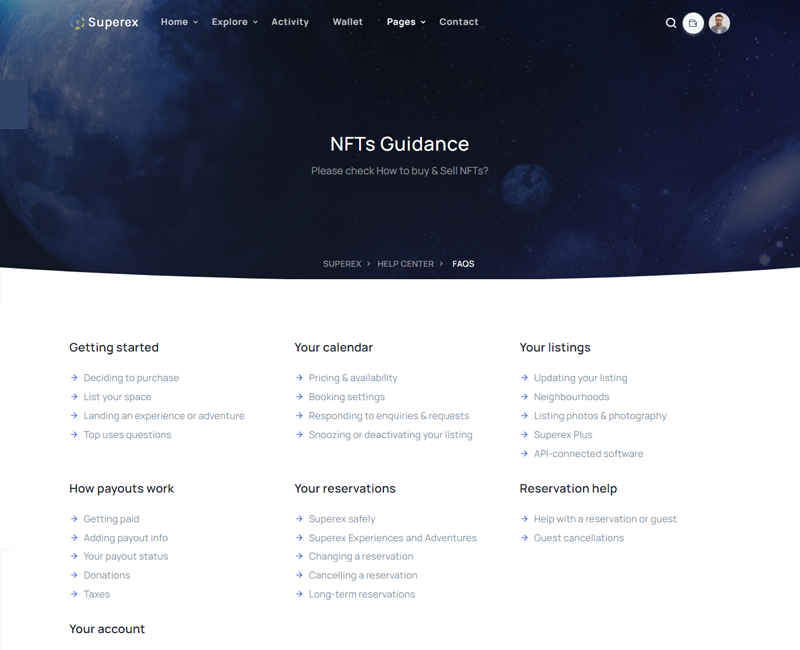 Superex Home Explore Activity Wallet Pages Contact
NFTs Guidance
Please check How to buy & Sell NFTs?
SUPEREX > HELP CENTER > FAQS
Getting started
Deciding to purchase
List your space
Landing an experience or adventure
Top uses questions
Your calendar
Pricing & availability
Booking settings
Responding to enquiries & requests
Snoozing or deactivating your listing
Your listings
Updating your listing
Neighbourhoods
Listing photos & photography
Superex Plus
API-connected software
How payouts work
Getting paid
Adding payout info
Your payout status
Donations
Taxes
Your reservations
Superex safely
Superex Experiences and Adventures
Changing a reservation
Cancelling a reservation
Long-term reservations
Reservation help
Help with a reservation or guest
Guest cancellations
Your account